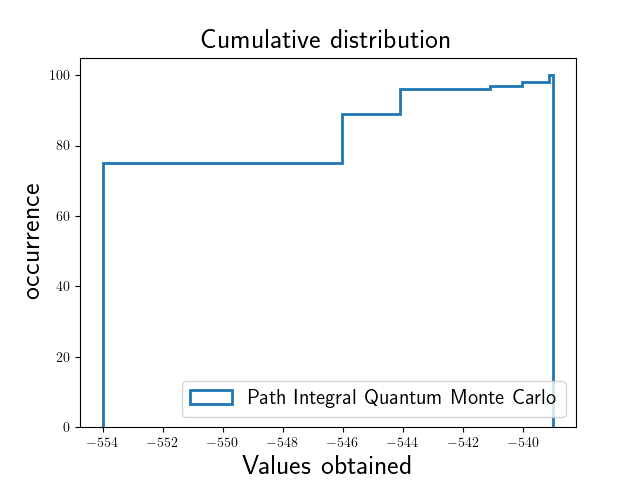 Cumulative distribution
100
80
60
40
20
0
occurrence
Path Integral Quantum Monte Carlo
−554 −552 −550 −548 −546 −544 −542 −540
Values obtained